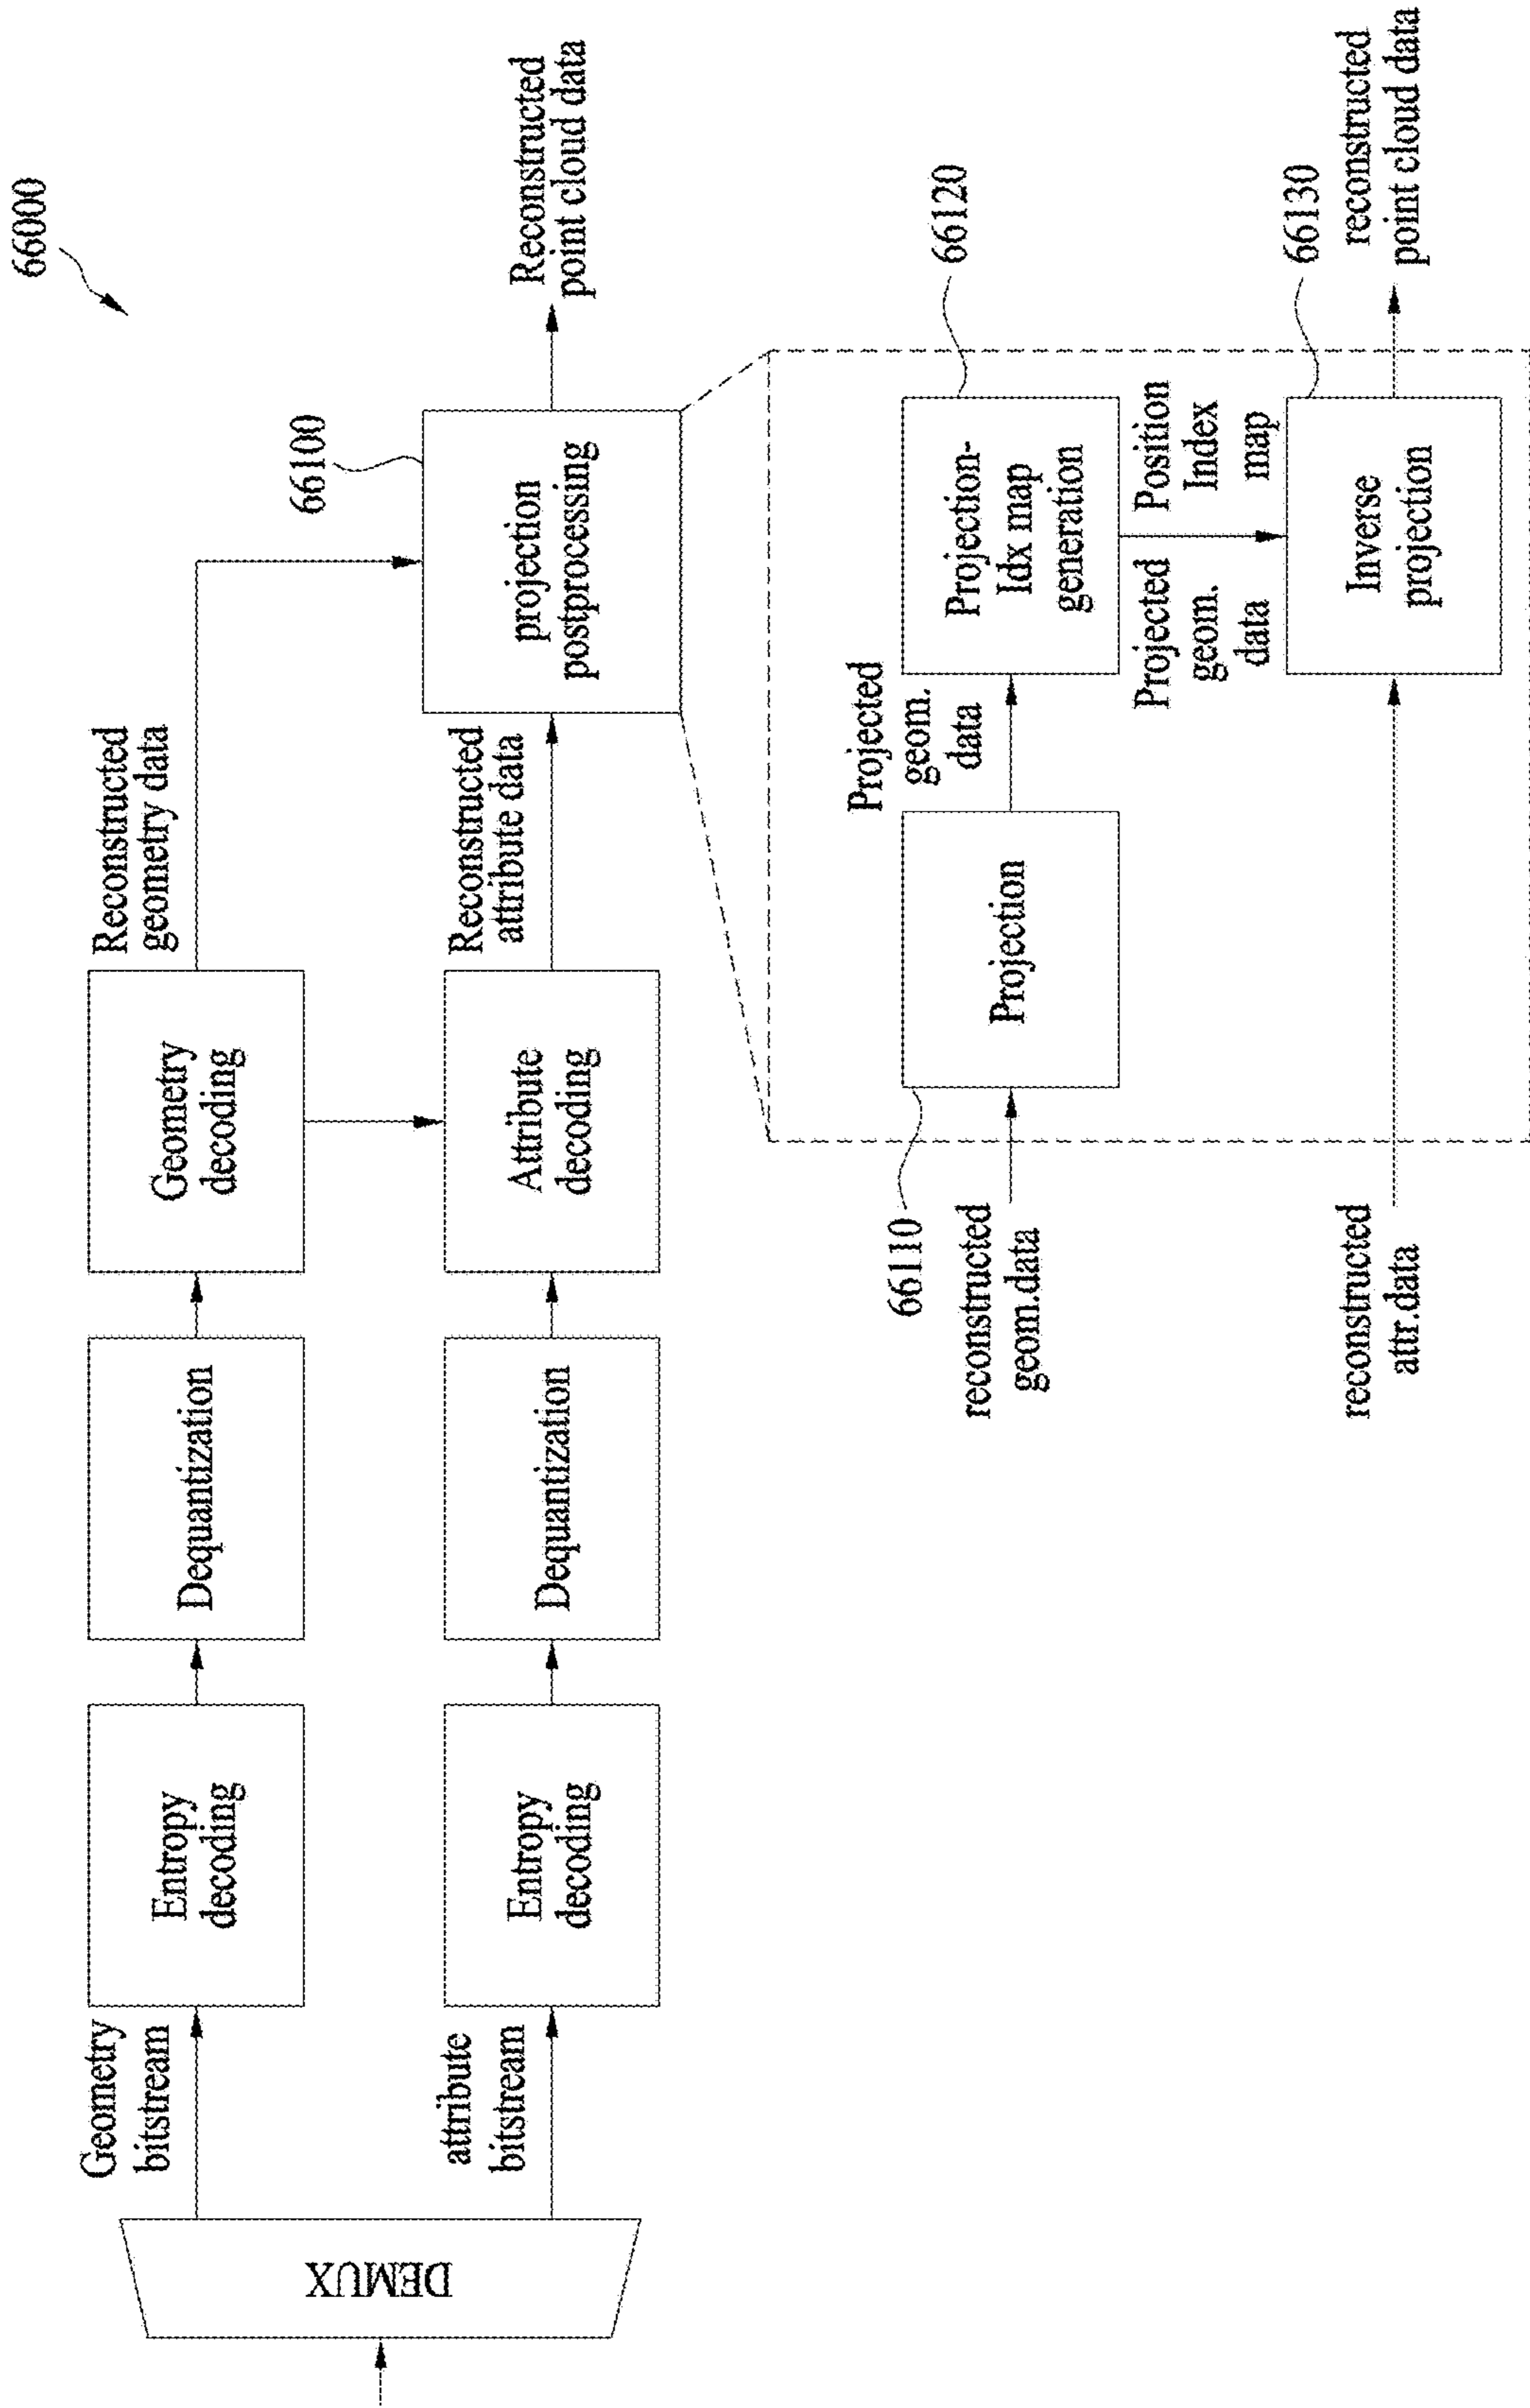 66000
DEMUX
Geometry
bitstream
Entropy
decoding
Dequantization
Geometry
decoding
Reconstructed
geometry data
attribute
bitstream
Entropy
decoding
Dequantization
Attribute
decoding
Reconstructed
attribute data
66100
projection
postprocessing
Reconstructed
point cloud data
66110
reconstructed
geom.data
Projection
Projected
geom.
data
66120
Projection-
Idx map
generation
Projected
geom.
data
Position
Index
map
reconstructed
attr.data
66130
Inverse
projection
reconstructed
point cloud data